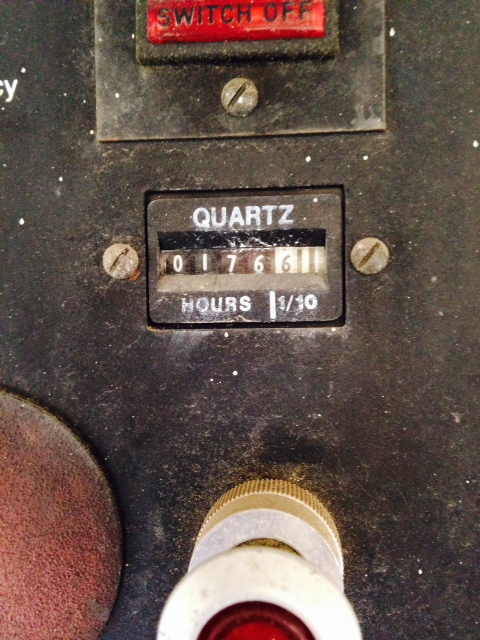 SWITCH OFF
cy
QUARTZ
0 1 7 6 6
HOURS 1/10